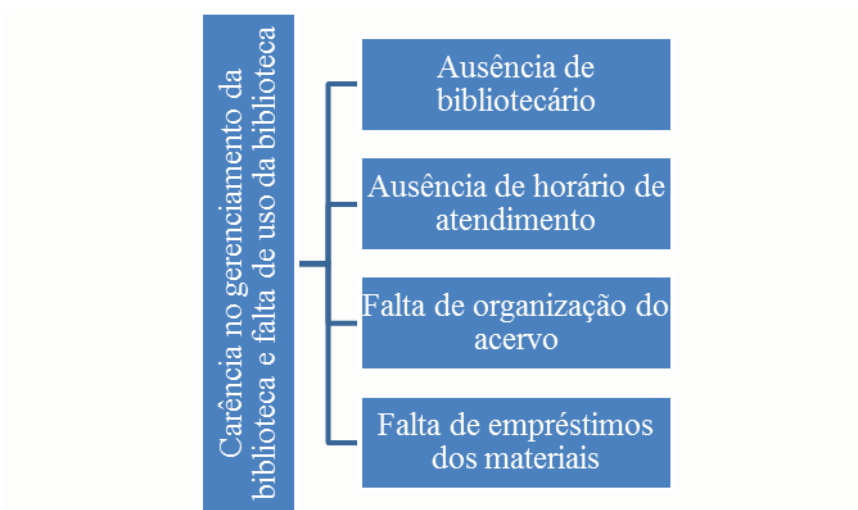 Carência no gerenciamento da
biblioteca e falta de uso da biblioteca
Ausência de
bibliotecário
Ausência de horário de
atendimento
Falta de organização do
acervo
Falta de empréstimos
dos materiais